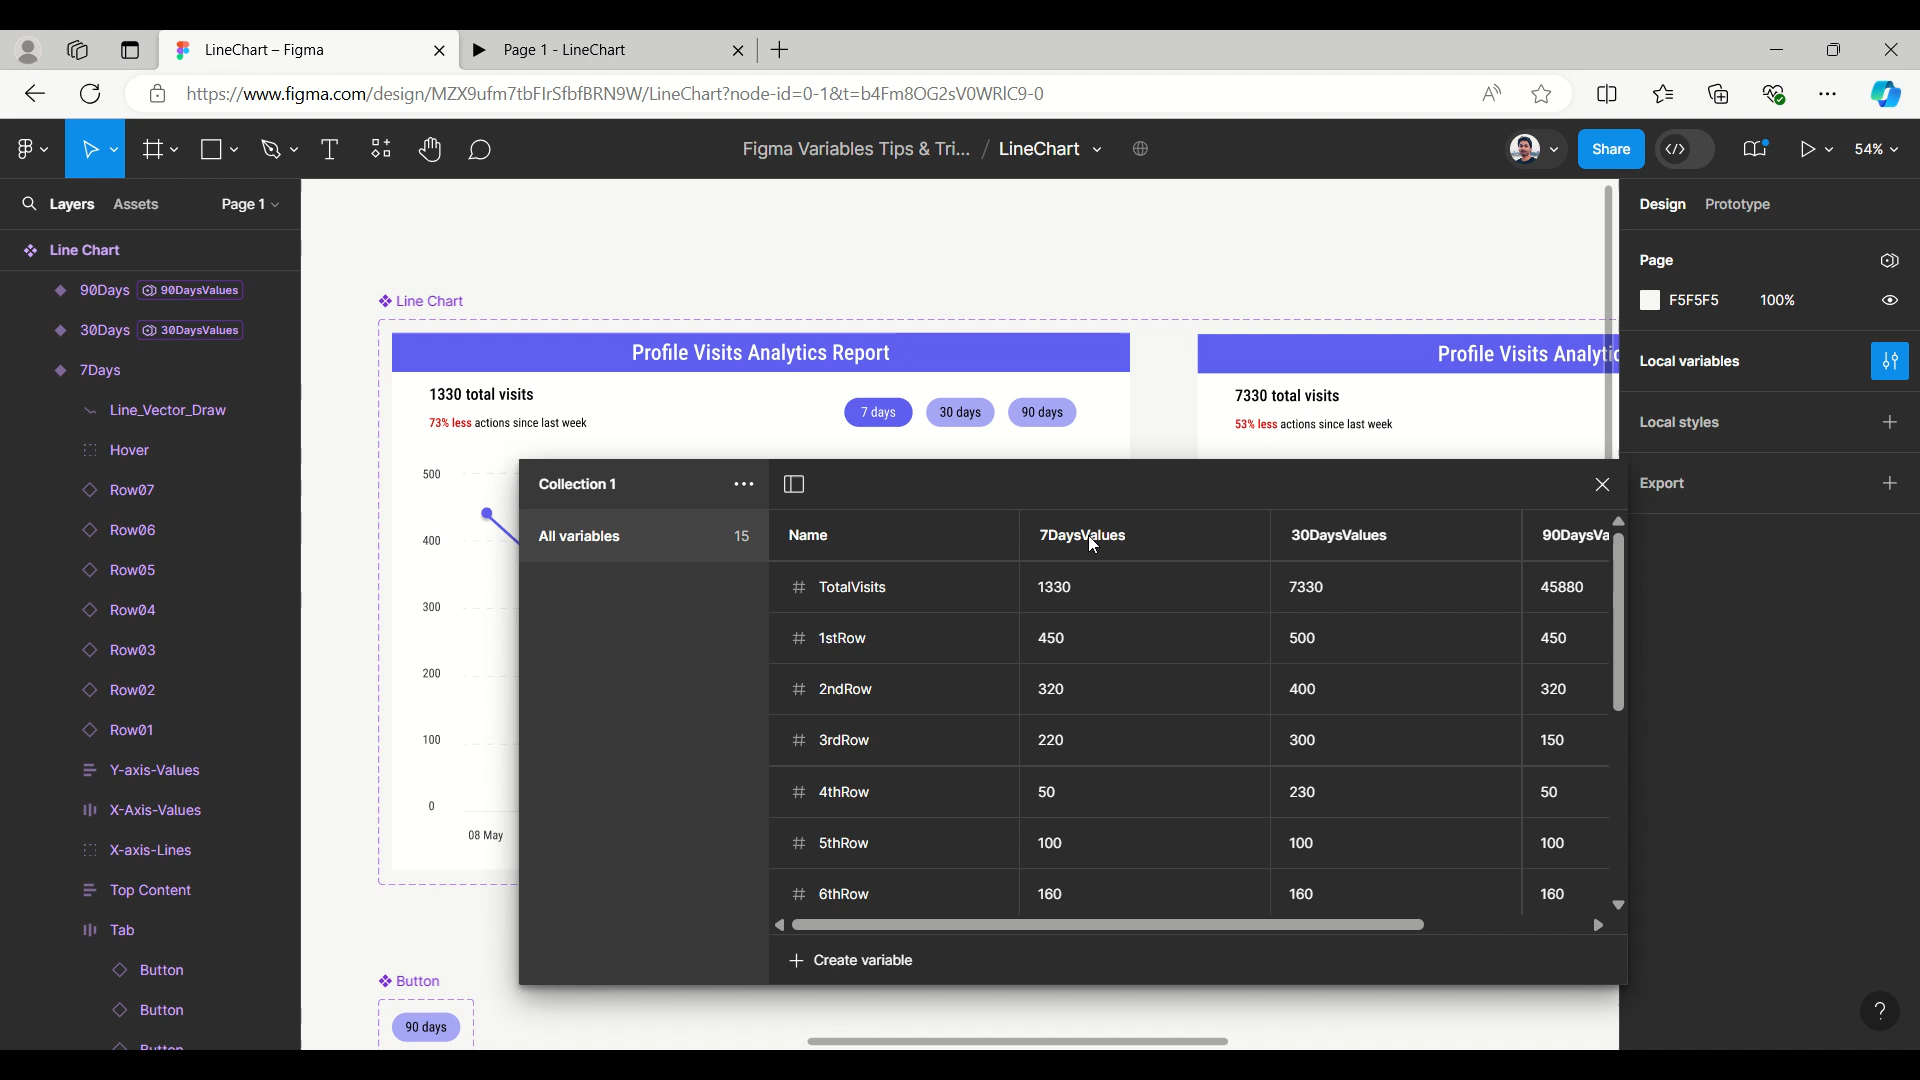 LineChart – Figma
Page 1 - LineChart
https://www.figma.com/design/MZX9ufm7tbFIrSfbfBRN9W/LineChart?node-id=0-1&t=b4Fm8OG2sV0WRlC9-0
Figma Variables Tips & Tri... / LineChart
Share
54%
Layers
Assets
Page 1
Design
Prototype
Line Chart
90Days 90DaysValues
30Days 30DaysValues
7Days
Line_Vector_Draw
Hover
Row07
Row06
Row05
Row04
Row03
Row02
Row01
Y-axis-Values
X-Axis-Values
X-axis-Lines
Top Content
Tab
Button
Button
Button
Line Chart
Profile Visits Analytics Report
1330 total visits
73% less actions since last week
7 days
30 days
90 days
500
400
300
200
100
0
08 May
Profile Visits Analytic
7330 total visits
53% less actions since last week
Button
90 days
Collection 1
All variables 15
Name 7DaysValues 30DaysValues 90DaysVa
TotalVisits 1330 7330 45880
1stRow 450 500 450
2ndRow 320 400 320
3rdRow 220 300 150
4thRow 50 230 50
5thRow 100 100 100
6thRow 160 160 160
Create variable
Page
F5F5F5 100%
Local variables
Local styles
Export
?